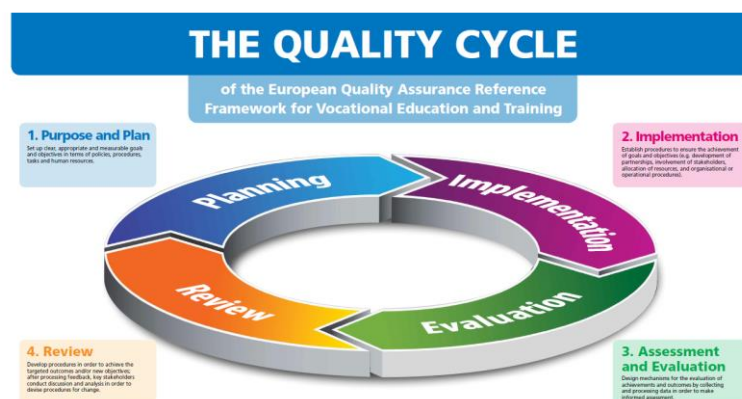 THE QUALITY CYCLE
of the European Quality Assurance Reference
Framework for Vocational Education and Training
1. Purpose and Plan
Set up clear, appropriate and measurable goals
and objectives in terms of policies, procedures,
tasks and human resources.
2. Implementation
Establish procedures to ensure the achievement
of goals and objectives (e.g. development of
partnerships, involvement of stakeholders,
allocation of resources, and organisational or
operational procedures).
Planning
Implementation
Review
Evaluation
4. Review
Develop procedures in order to achieve the
targeted outcomes and/or new objectives;
after processing feedback, key stakeholders
conduct discussion and analysis in order to
devise procedures for change.
3. Assessment
and Evaluation
Design mechanisms for the evaluation of
achievements and outcomes by collecting
and processing data in order to make
informed assessment.